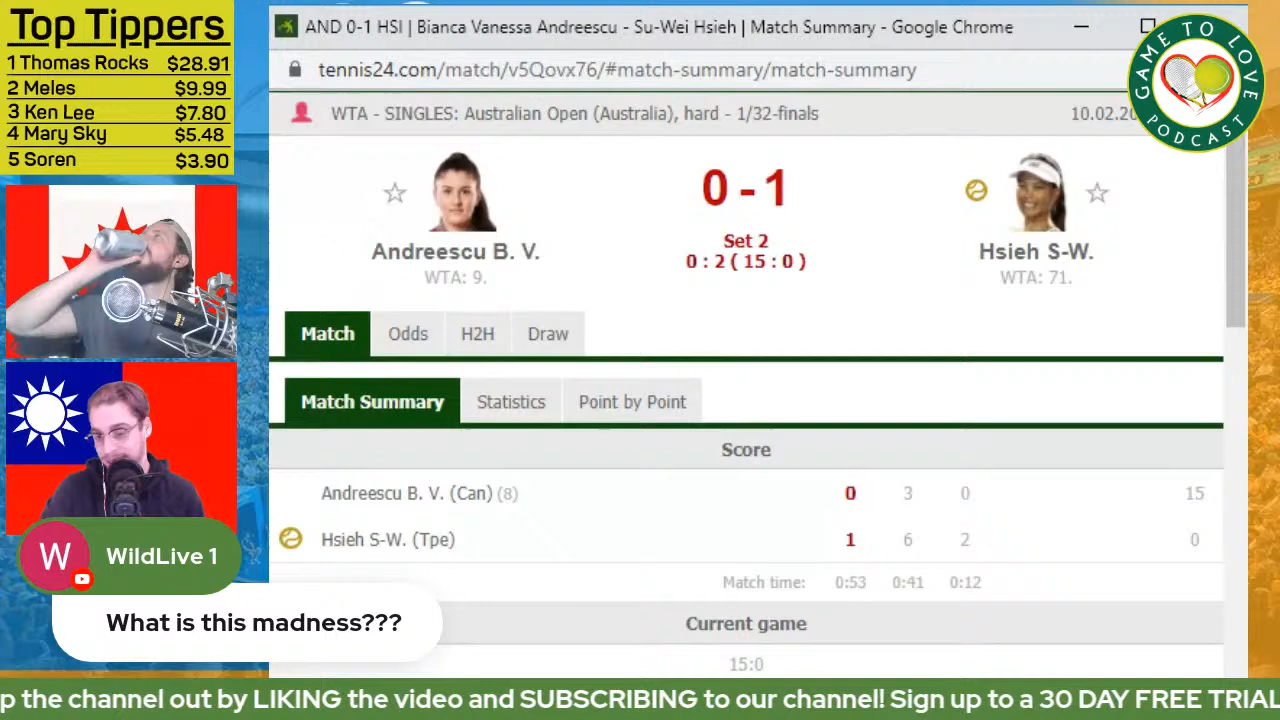 Top Tippers
1 Thomas Rocks $28.91
2 Meles $9.99
3 Ken Lee $7.80
4 Mary Sky $5.48
5 Soren $3.90
AND 0-1 HSI | Bianca Vanessa Andreescu - Su-Wei Hsieh | Match Summary - Google Chrome
tennis24.com/match/v5Qovx76/#match-summary/match-summary
GAME TO LOVE
PODCAST
WTA - SINGLES: Australian Open (Australia), hard - 1/32-finals
10.02.20
0 - 1
Set 2
0 : 2 ( 15 : 0 )
Andreescu B. V.
WTA: 9.
Hsieh S-W.
WTA: 71.
Match Odds H2H Draw
Match Summary Statistics Point by Point
Score
Andreescu B. V. (Can) (8) 0 3 0 15
Hsieh S-W. (Tpe) 1 6 2 0
Match time: 0:53 0:41 0:12
Current game
15:0
W WildLive 1
What is this madness???
p the channel out by LIKING the video and SUBSCRIBING to our channel! Sign up to a 30 DAY FREE TRIAL